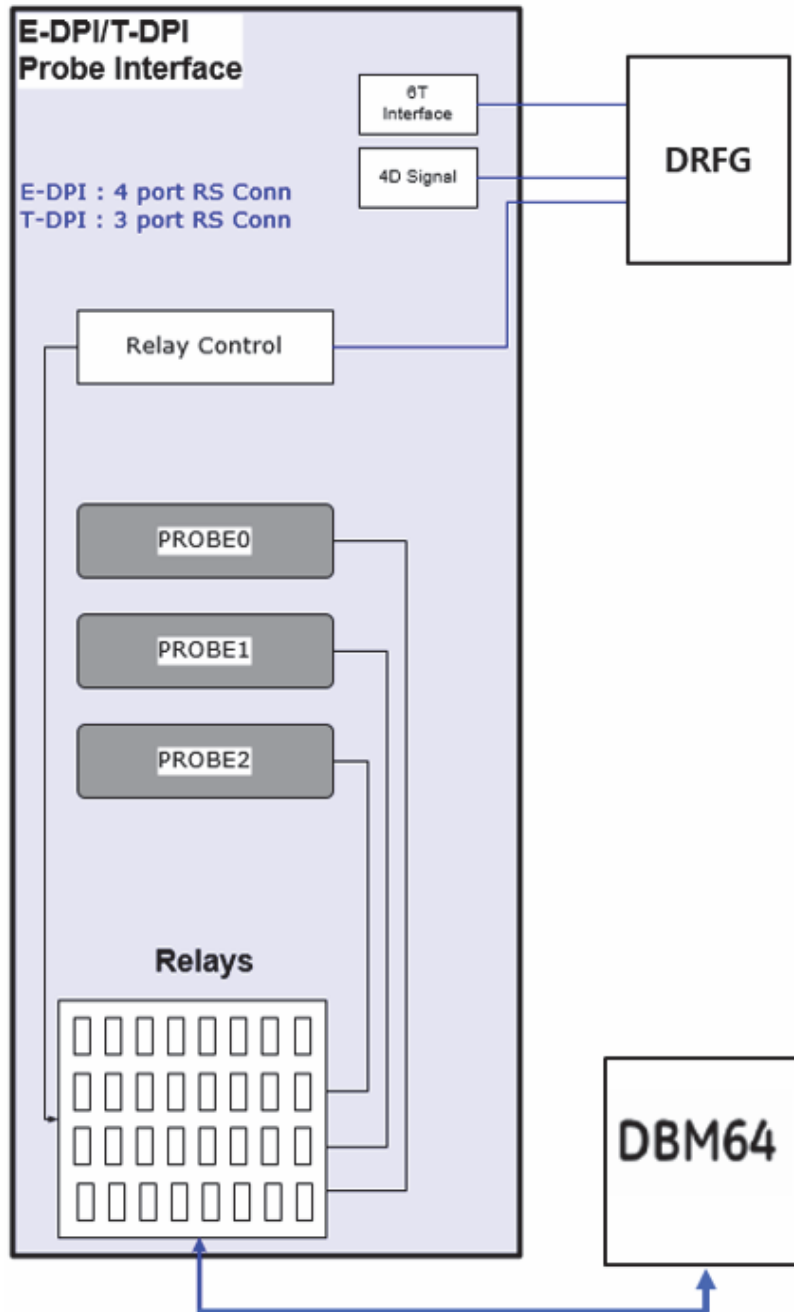 E-DPI/T-DPI
Probe Interface
6T
Interface
4D Signal
DRFG
E-DPI : 4 port RS Conn
T-DPI : 3 port RS Conn
Relay Control
PROBE0
PROBE1
PROBE2
Relays
DBM64